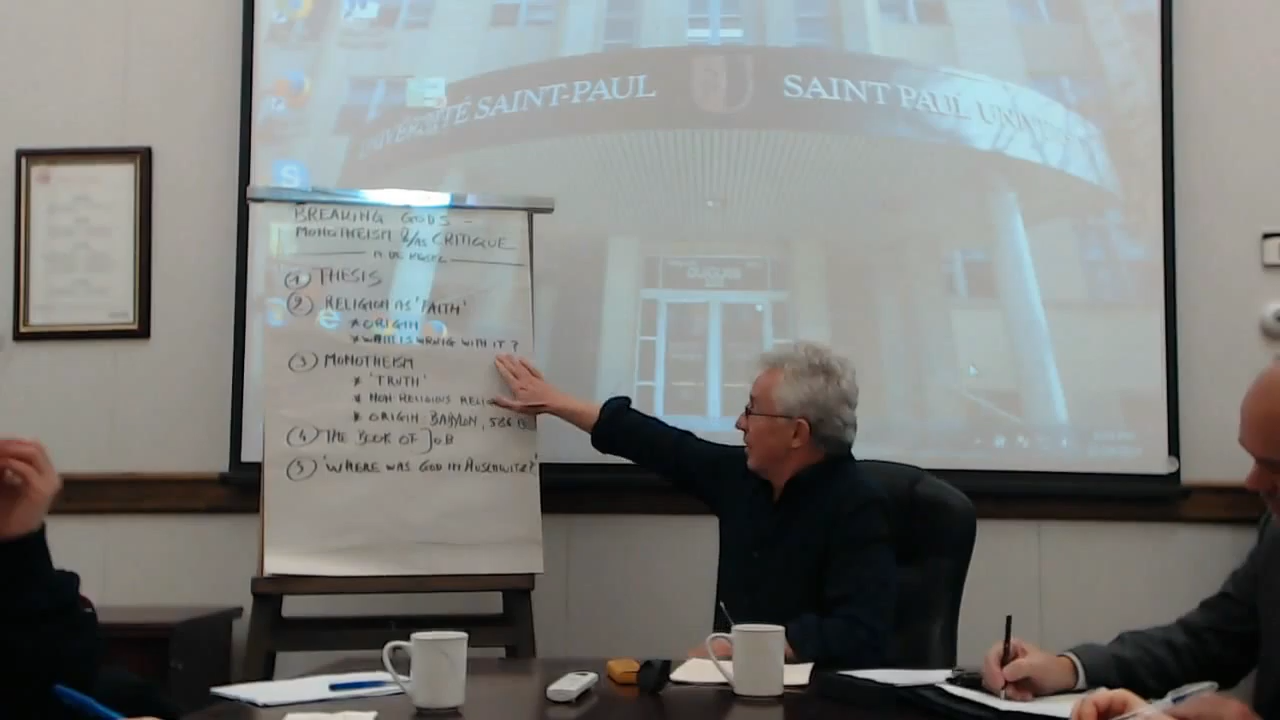 UNIVERSITÉ SAINT-PAUL
SAINT PAUL UNIV
BREAKING GODS –
MONOTHEISM &/AS CRITIQUE
① THESIS
② RELIGION AS 'FAITH'
* ORIGIN
* WHAT IS WRONG WITH IT?
③ MONOTHEISM
* 'TRUTH'
* NON RELIGIOUS RELIG
* ORIGIN BABYLON, 586 B
④ THE BOOK OF JOB
⑤ 'WHERE WAS GOD IN AUSCHWITZ?'